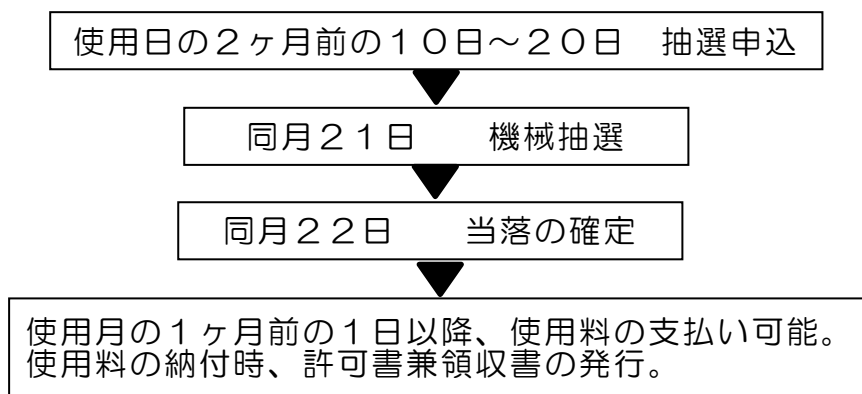 使用日の２ヶ月前の１０日～２０日　抽選申込
同月２１日　　機械抽選
同月２２日　　当落の確定
使用月の１ヶ月前の１日以降、使用料の支払い可能。
使用料の納付時、許可書兼領収書の発行。